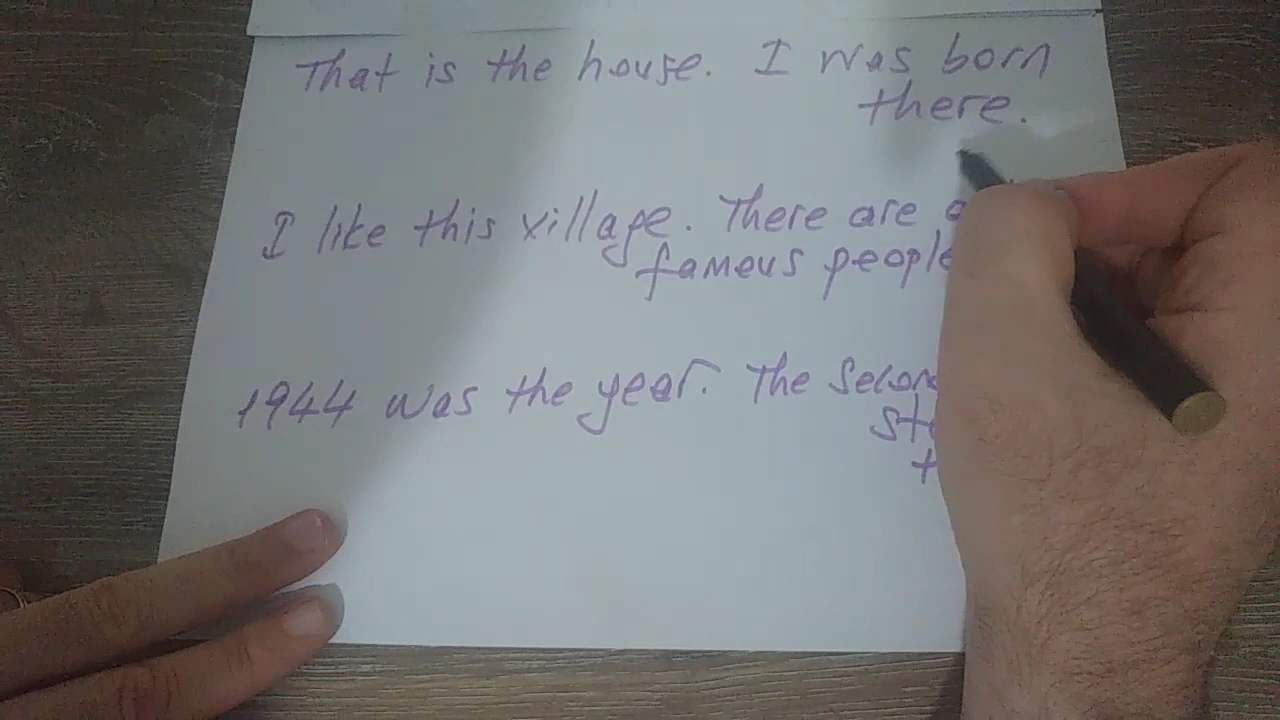 That is the house. I was born
there.
I like this village. There are
famous people
1944 was the year. The